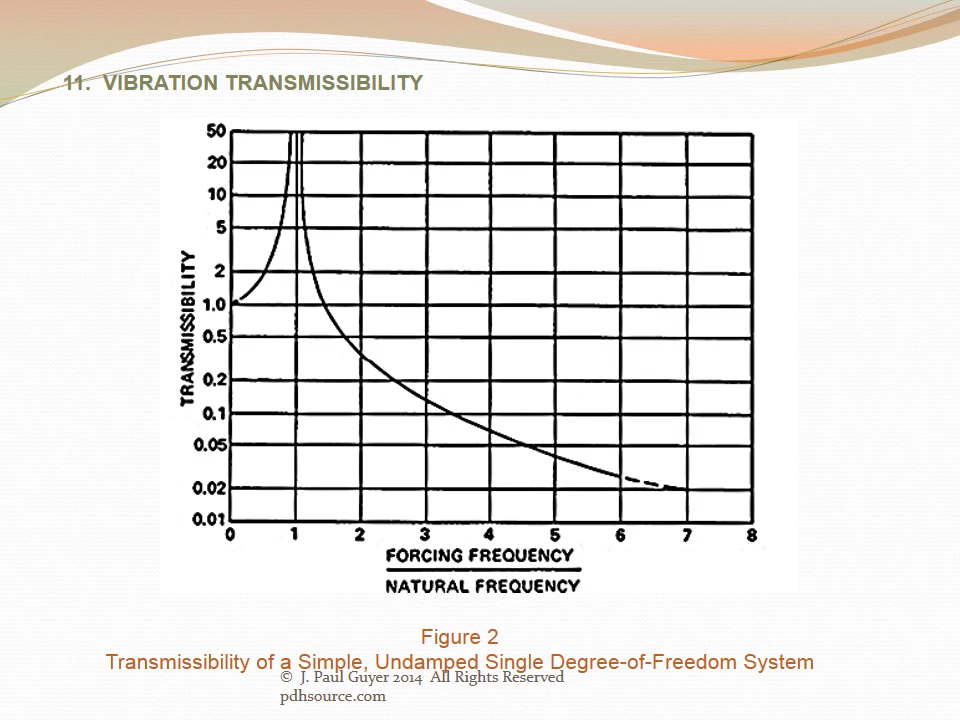 11. VIBRATION TRANSMISSIBILITY
50
20
10
5
2
1.0
0.5
0.2
0.1
0.05
0.02
0.01
TRANSMISSIBILITY
0 1 2 3 4 5 6 7 8
FORCING FREQUENCY
NATURAL FREQUENCY
Figure 2
Transmissibility of a Simple, Undamped Single Degree-of-Freedom System
© J. Paul Guyer 2014 All Rights Reserved
pdhsource.com